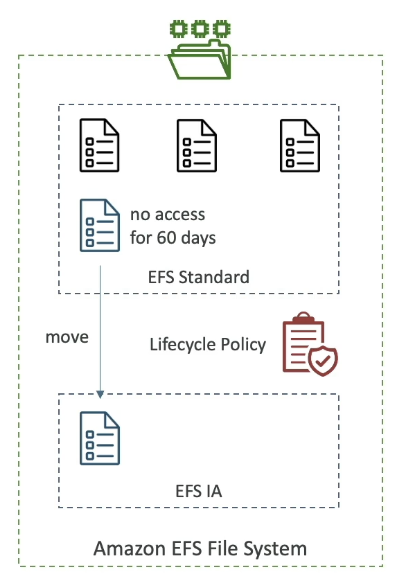 no access
for 60 days
EFS Standard
move
Lifecycle Policy
EFS IA
Amazon EFS File System